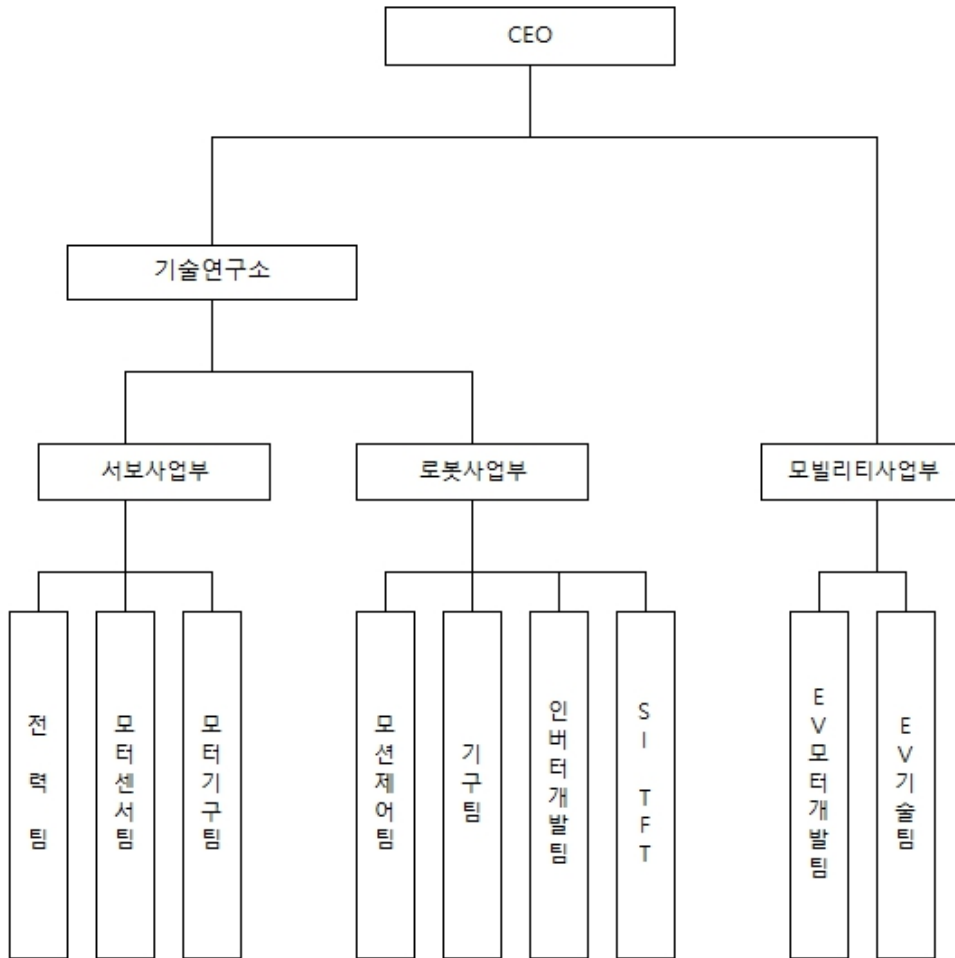 CEO
기술연구소
서보사업부
로봇사업부
모빌리티사업부
전력팀
모터센서팀
모터기구팀
모션제어팀
기구팀
인버터개발팀
SI TFT
EV모터개발팀
EV기술팀